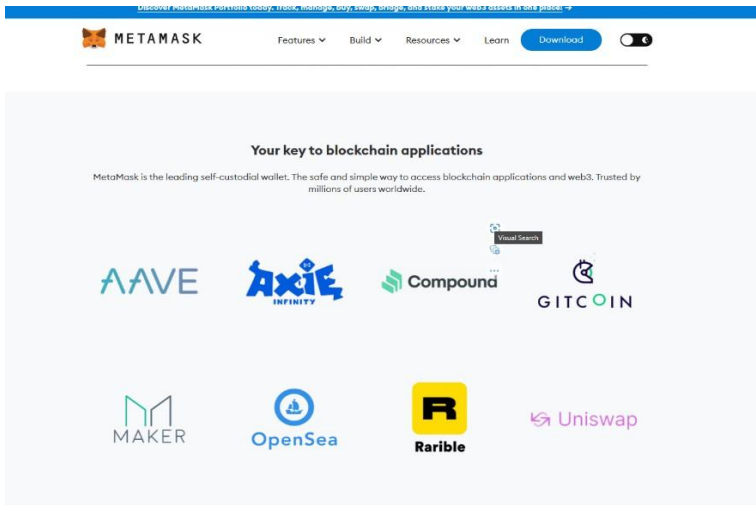 Discover MetaMask Portfolio today. Track, manage, buy, swap, bridge, and stake your web3 assets in one place! →
METAMASK Features Build Resources Learn Download
Your key to blockchain applications
MetaMask is the leading self-custodial wallet. The safe and simple way to access blockchain applications and web3. Trusted by
millions of users worldwide.
Visual Search
AAVE AXIE INFINITY Compound GITCOIN
MAKER OpenSea R Rarible Uniswap